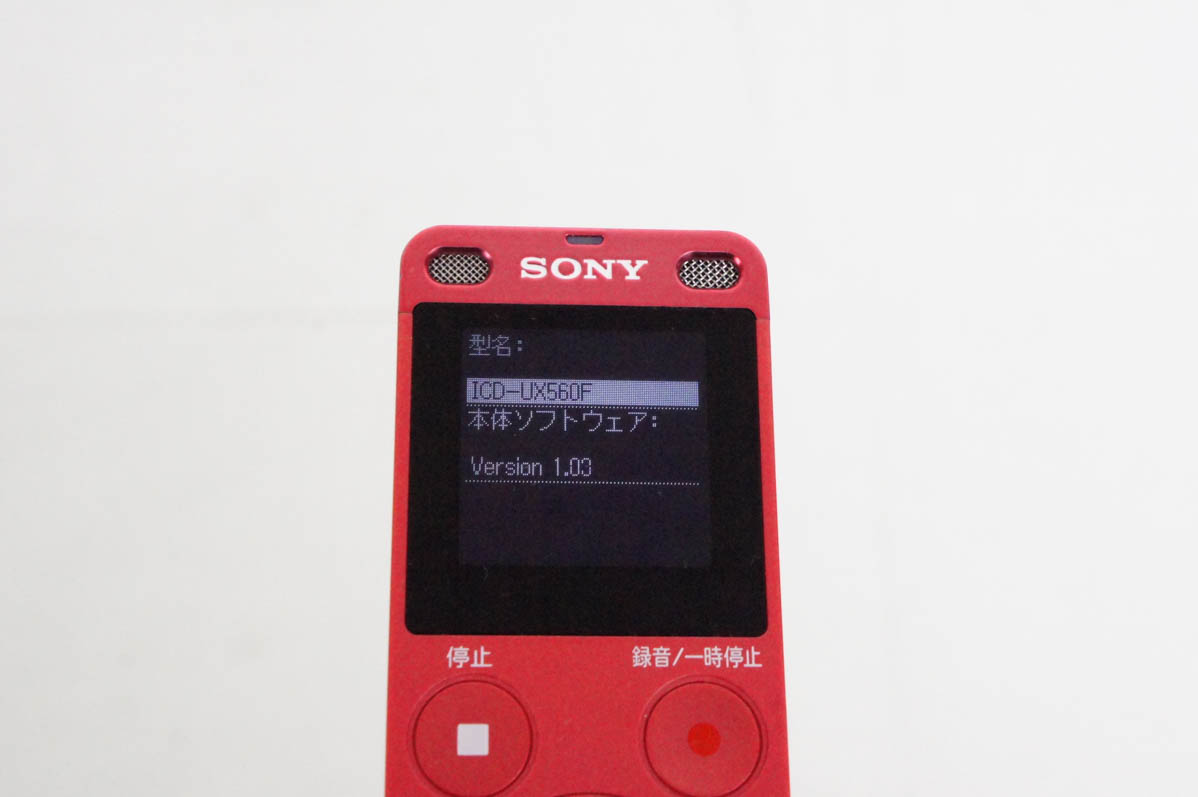 SONY
型名:
ICD-UX560F
本体ソフトウェア:
Version 1.03
停止
録音/一時停止